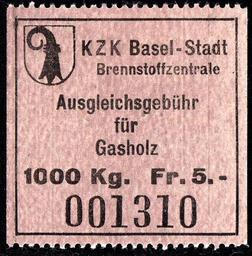 KZK Basel-Stadt
Brennstoffzentrale
Ausgleichsgebühr
für
Gasholz
1000 Kg. Fr. 5.-
001310